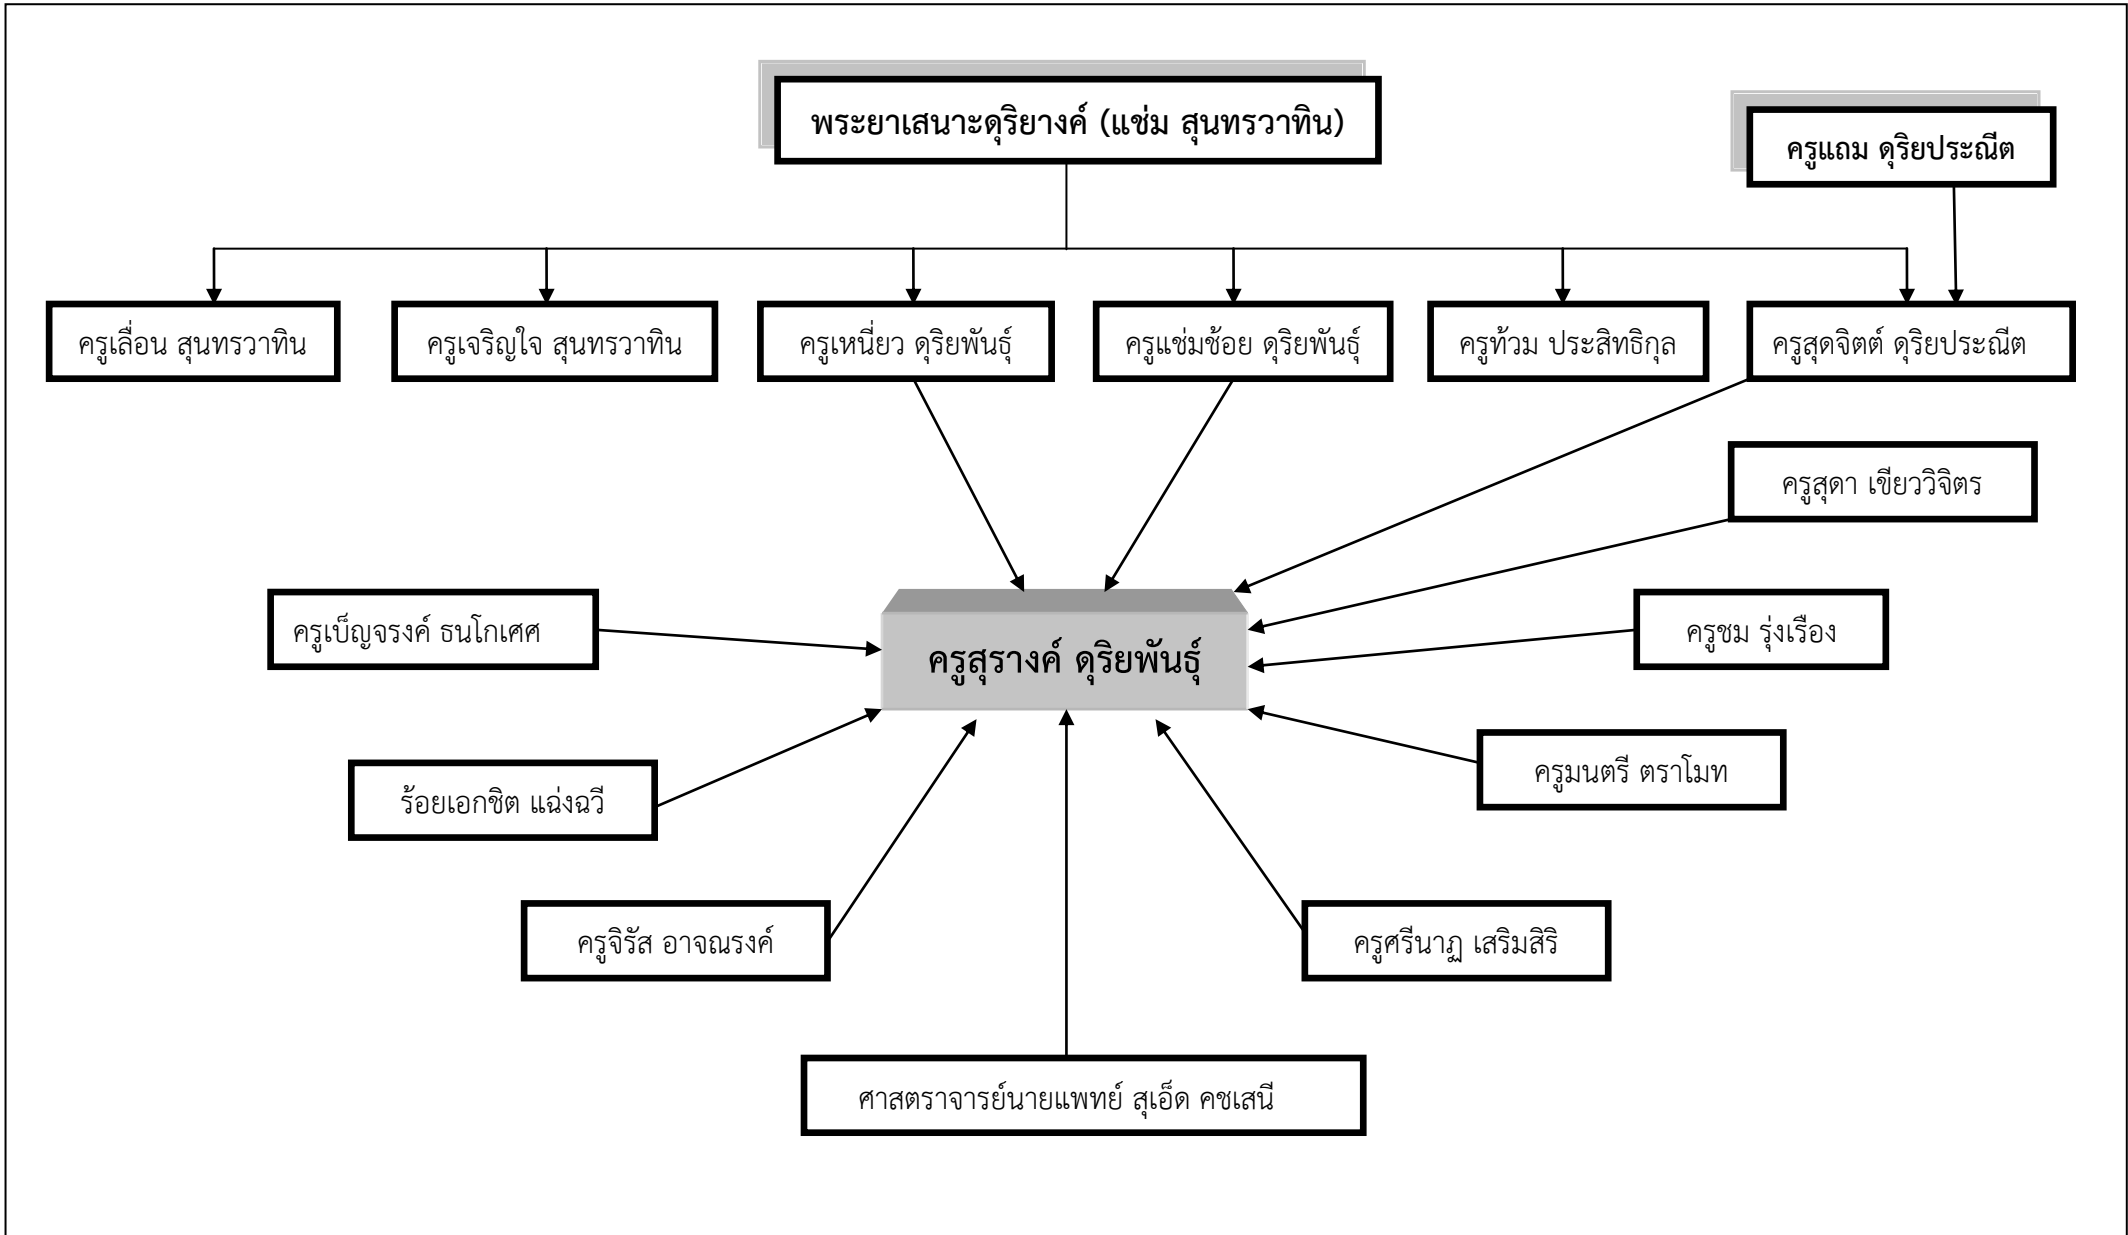 พระยาเสนาะดุริยางค์ (แช่ม สุนทรวาทิน)
ครูแถม ดุริยประณีต
ครูเลื่อน สุนทรวาทิน
ครูเจริญใจ สุนทรวาทิน
ครูเหนี่ยว ดุริยพันธุ์
ครูแช่มช้อย ดุริยพันธุ์
ครูท้วม ประสิทธิกุล
ครูสุดจิตต์ ดุริยประณีต
ครูสุดา เขียววิจิตร
ครูเบ็ญจรงค์ ธนโกเศศ
ครูสุรางค์ ดุริยพันธุ์
ครูชม รุ่งเรือง
ร้อยเอกชิต แฉ่งฉวี
ครูมนตรี ตราโมท
ครูจิรัส อาจณรงค์
ครูศรีนาฏ เสริมสิริ
ศาสตราจารย์นายแพทย์ สุเอ็ด คชเสนี